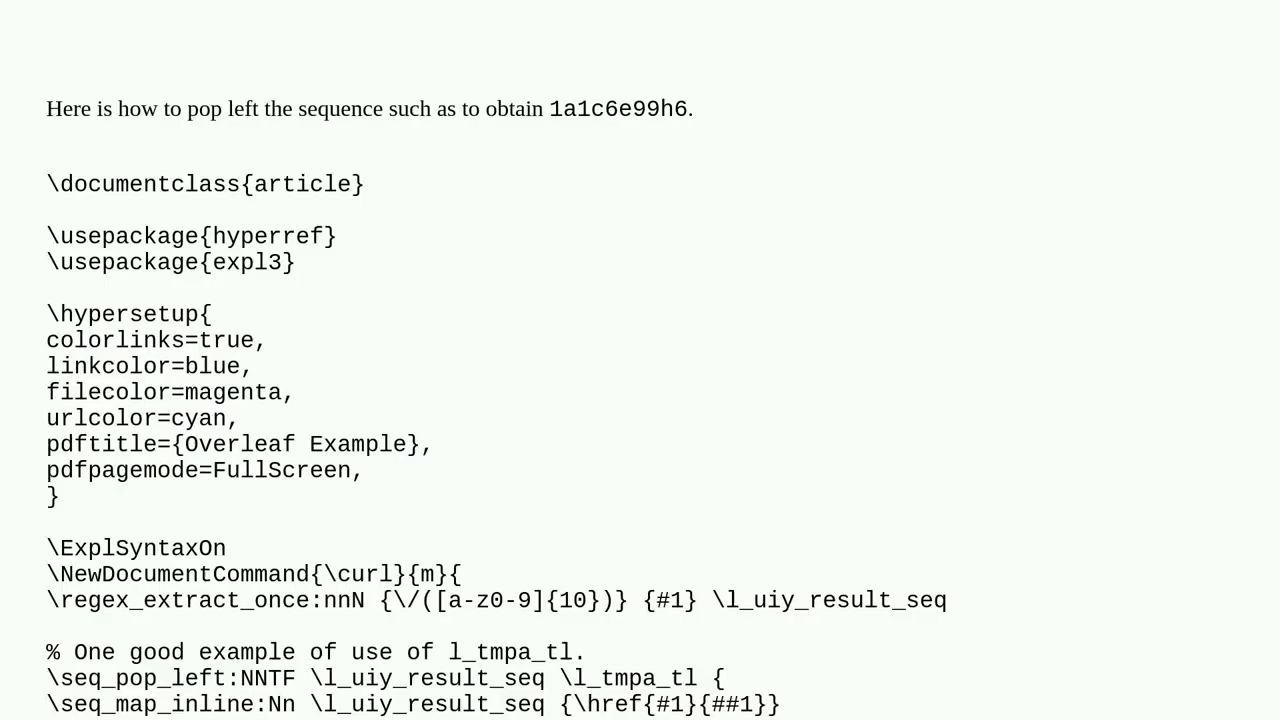 Here is how to pop left the sequence such as to obtain 1a1c6e99h6.
\documentclass{article}
\usepackage{hyperref}
\usepackage{expl3}
\hypersetup{
colorlinks=true,
linkcolor=blue,
filecolor=magenta,
urlcolor=cyan,
pdftitle={Overleaf Example},
pdfpagemode=FullScreen,
}
\ExplSyntaxOn
\NewDocumentCommand{\curl}{m}{
\regex_extract_once:nnN {\/([a-z0-9]{10})} {#1} \l_uiy_result_seq
% One good example of use of l_tmpa_tl.
\seq_pop_left:NNTF \l_uiy_result_seq \l_tmpa_tl {
\seq_map_inline:Nn \l_uiy_result_seq {\href{#1}{##1}}